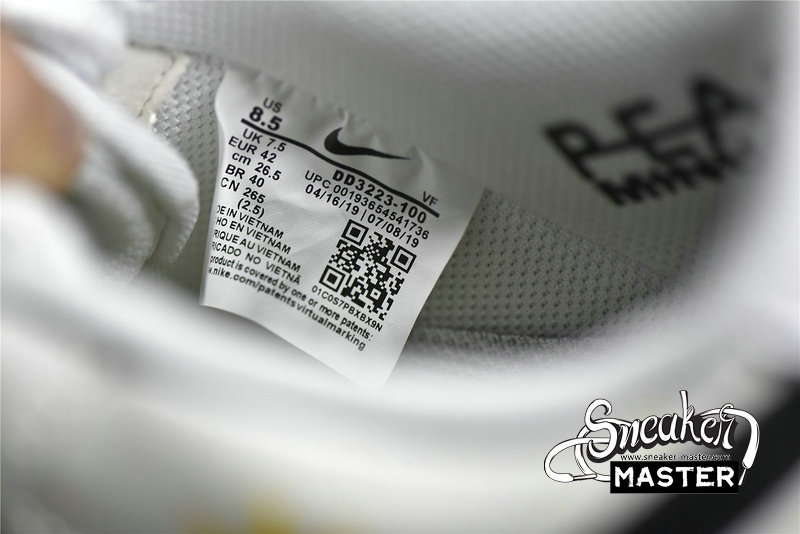 US
8.5
UK 7.5
EUR 42
cm 26.5
BR 40
CN 265
(2.5)
VF
DD3223-100
UPC 00193654541736
04/16/19 | 07/08/19
DE IN VIETNAM
HO EN VIETNAM
RIQUE AU VIETNAM
RICADO NO VIETNÃ
01C0S7PBXBX9N
product is covered by one or more patents:
w.nike.com/patents virtualmarking
PEA
MIN
Sneaker
www.sneaker-master.com
MASTER